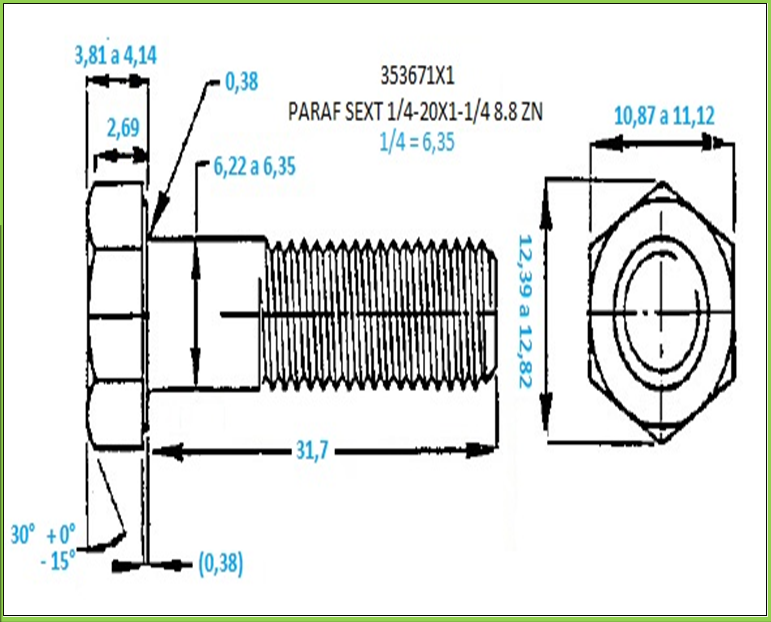 3,81 a 4,14
0,38
353671X1
PARAF SEXT 1/4-20X1-1/4 8.8 ZN
1/4 = 6,35
10,87 a 11,12
2,69
6,22 a 6,35
12,39 a 12,82
31,7
30° + 0°
- 15°
(0,38)